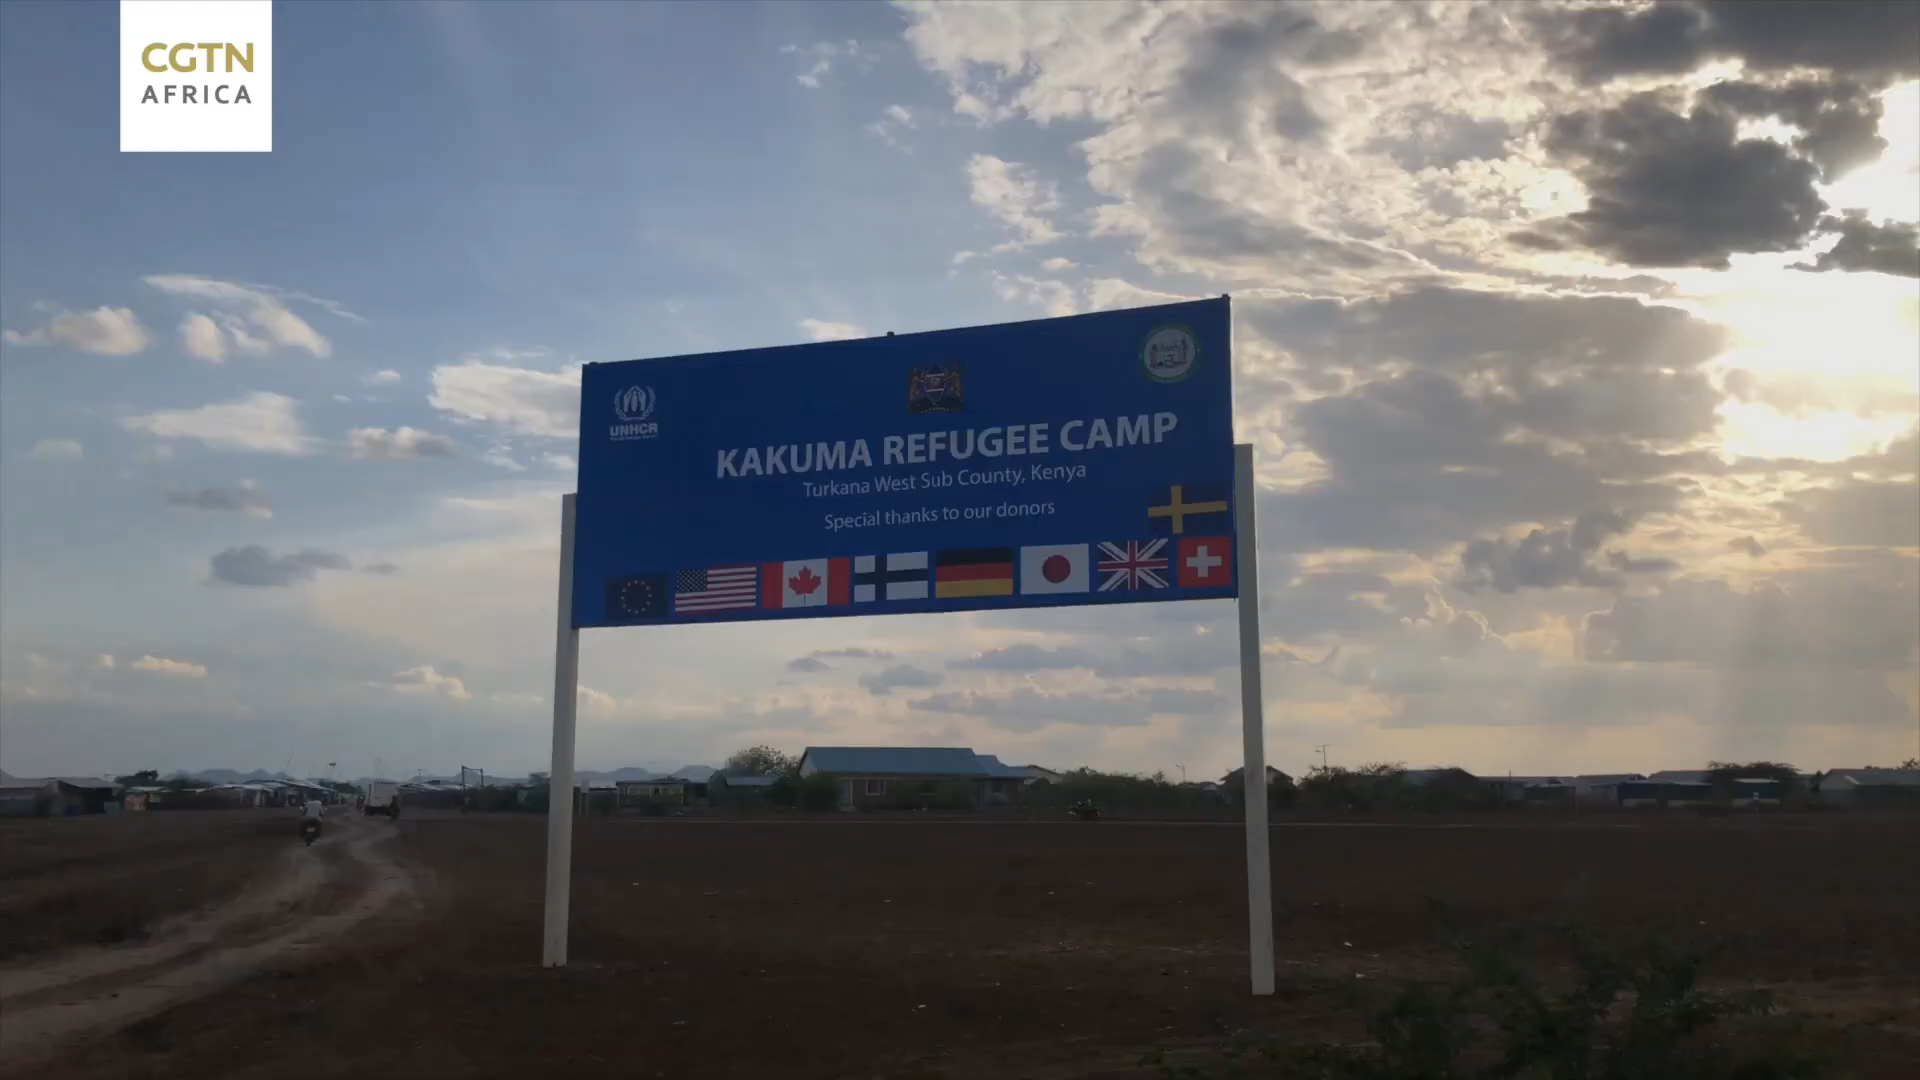 CGTN
AFRICA
UNHCR
KAKUMA REFUGEE CAMP
Turkana West Sub County, Kenya
Special thanks to our donors